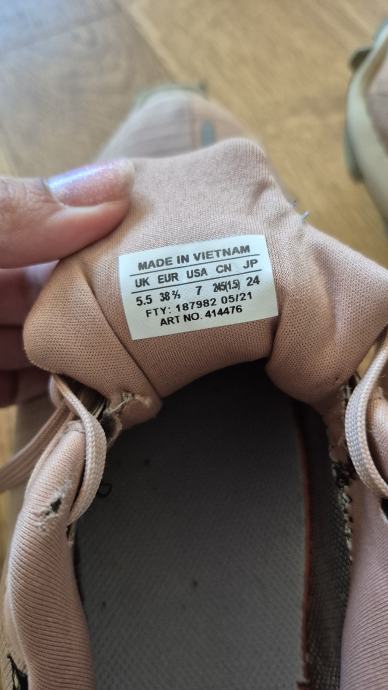 MADE IN VIETNAM
UK EUR USA CN JP
5.5 38⅔ 7 245(1.5) 24
FTY: 187982 05/21
ART NO. 414476